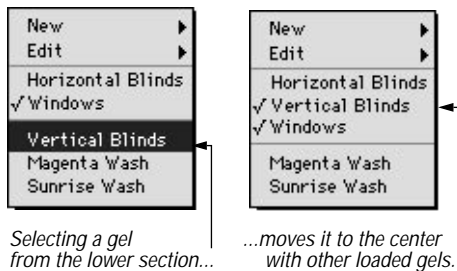 New
Edit
Horizontal Blinds
√ Windows
Vertical Blinds
Magenta Wash
Sunrise Wash
Selecting a gel
from the lower section...
New
Edit
Horizontal Blinds
√ Vertical Blinds
√ Windows
Magenta Wash
Sunrise Wash
...moves it to the center
with other loaded gels.